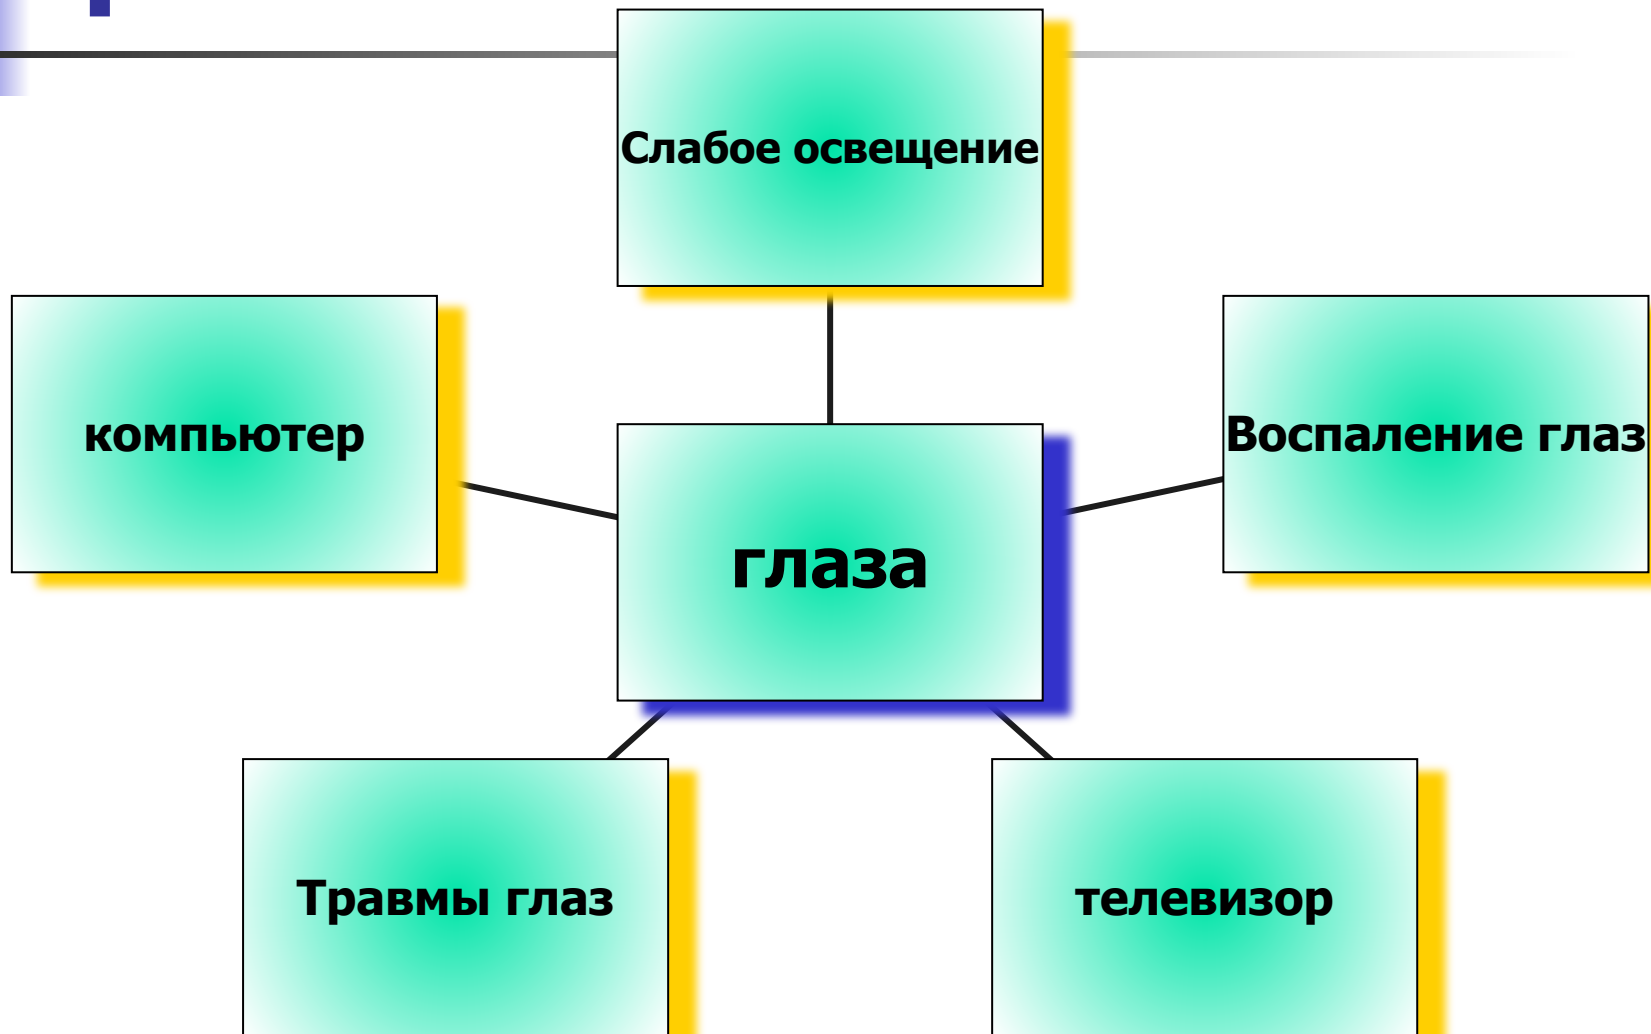 Слабое освещение
компьютер
Воспаление глаз
глаза
Травмы глаз
телевизор